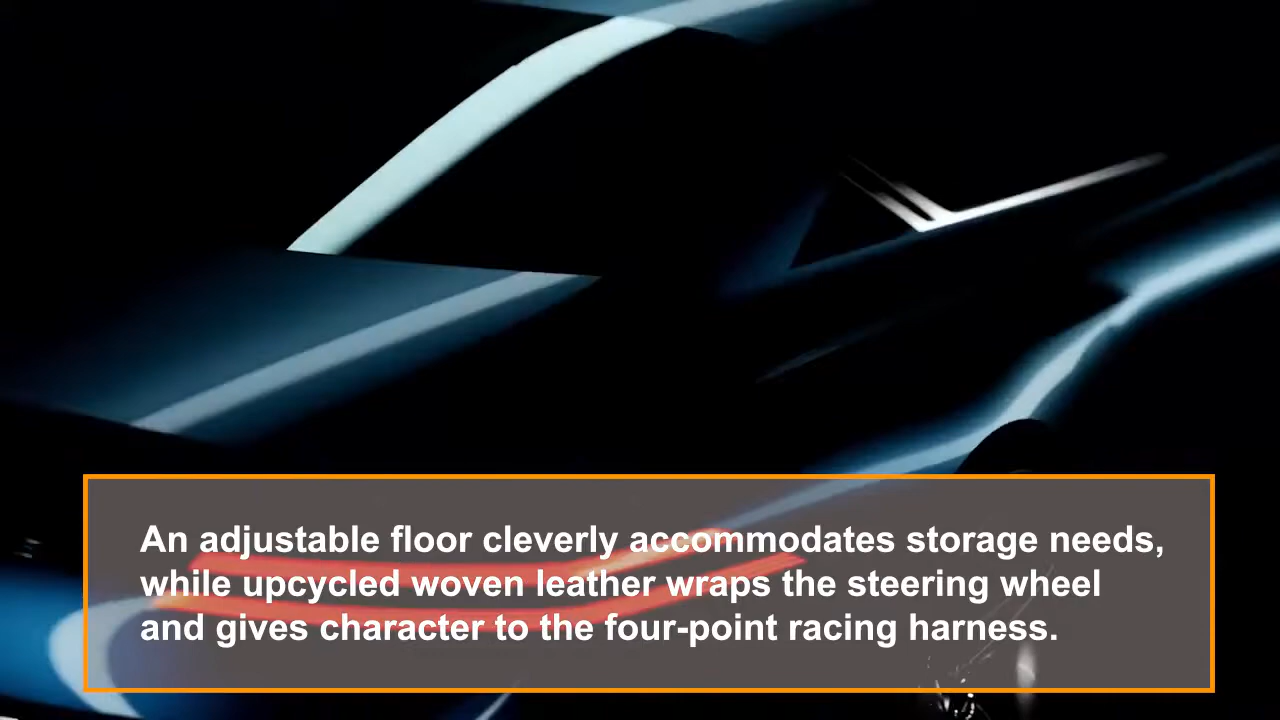 An adjustable floor cleverly accommodates storage needs,
while upcycled woven leather wraps the steering wheel
and gives character to the four-point racing harness.